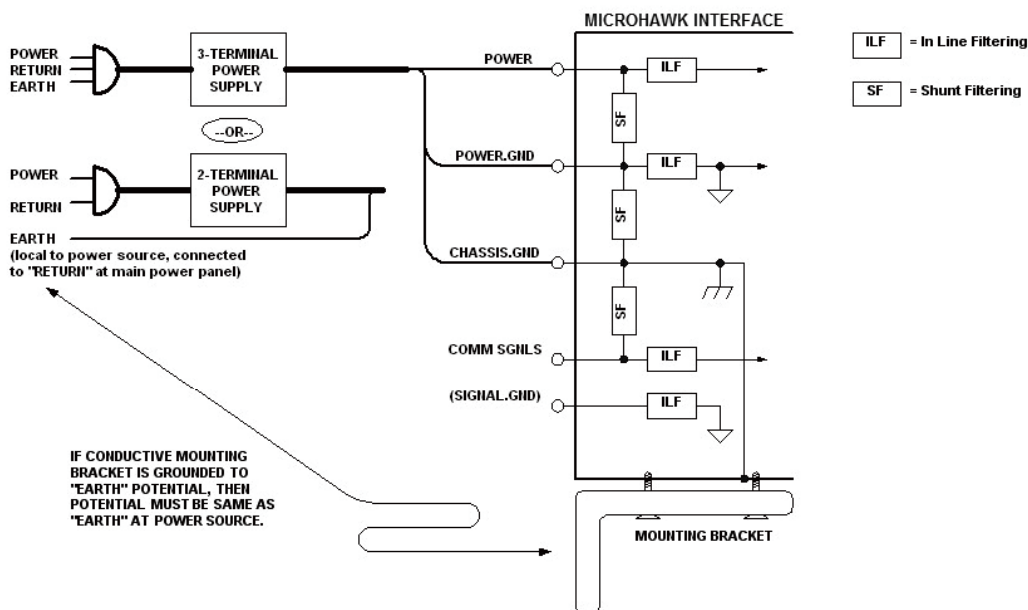 MICROHAWK INTERFACE
POWER
RETURN
EARTH
3-TERMINAL
POWER
SUPPLY
--OR--
POWER
RETURN
2-TERMINAL
POWER
SUPPLY
EARTH
(local to power source, connected
to "RETURN" at main power panel)
POWER
ILF
SF
POWER.GND
ILF
SF
CHASSIS.GND
SF
COMM SGNLS
ILF
(SIGNAL.GND)
ILF
ILF = In Line Filtering
SF = Shunt Filtering
IF CONDUCTIVE MOUNTING
BRACKET IS GROUNDED TO
"EARTH" POTENTIAL, THEN
POTENTIAL MUST BE SAME AS
"EARTH" AT POWER SOURCE.
MOUNTING BRACKET